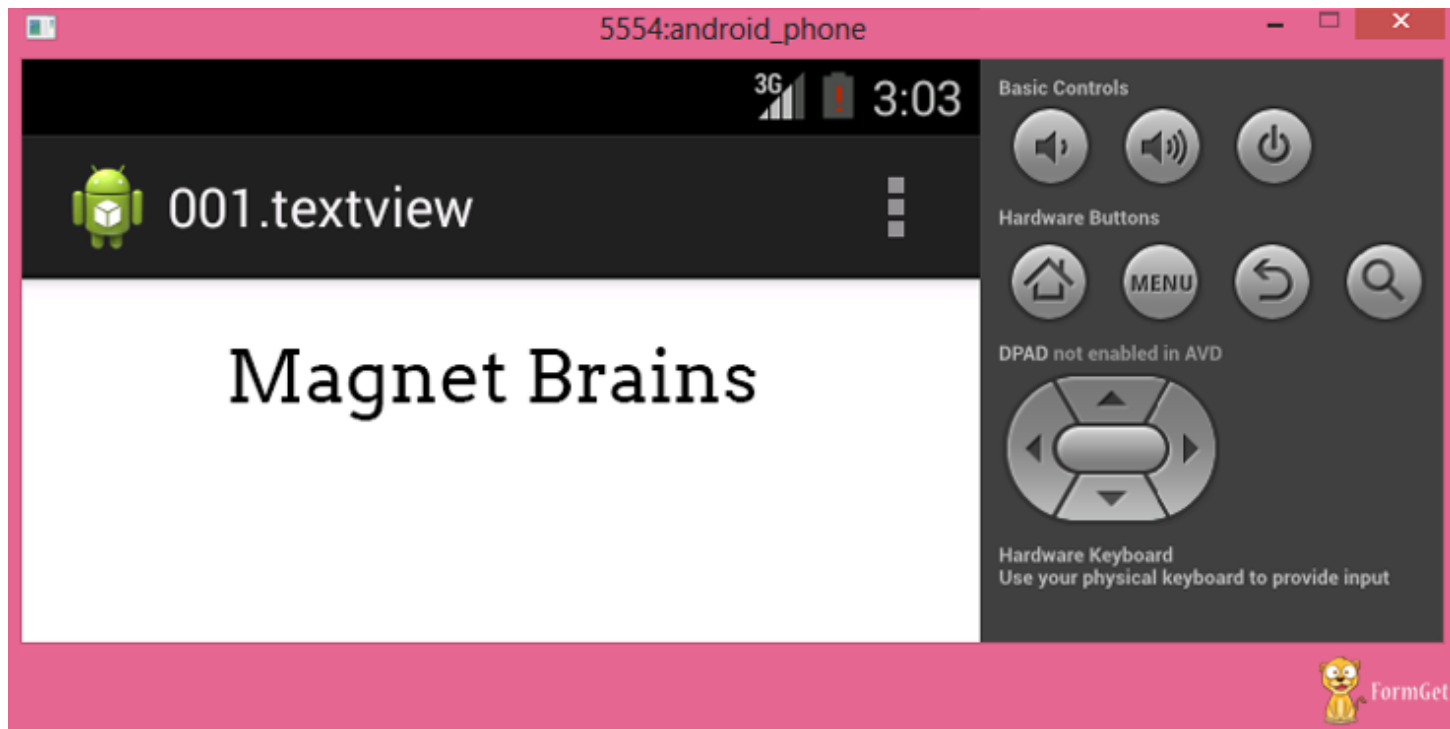 5554:android_phone
3G 3:03
001.textview
Magnet Brains
Basic Controls
Hardware Buttons
MENU
DPAD not enabled in AVD
Hardware Keyboard
Use your physical keyboard to provide input
FormGet